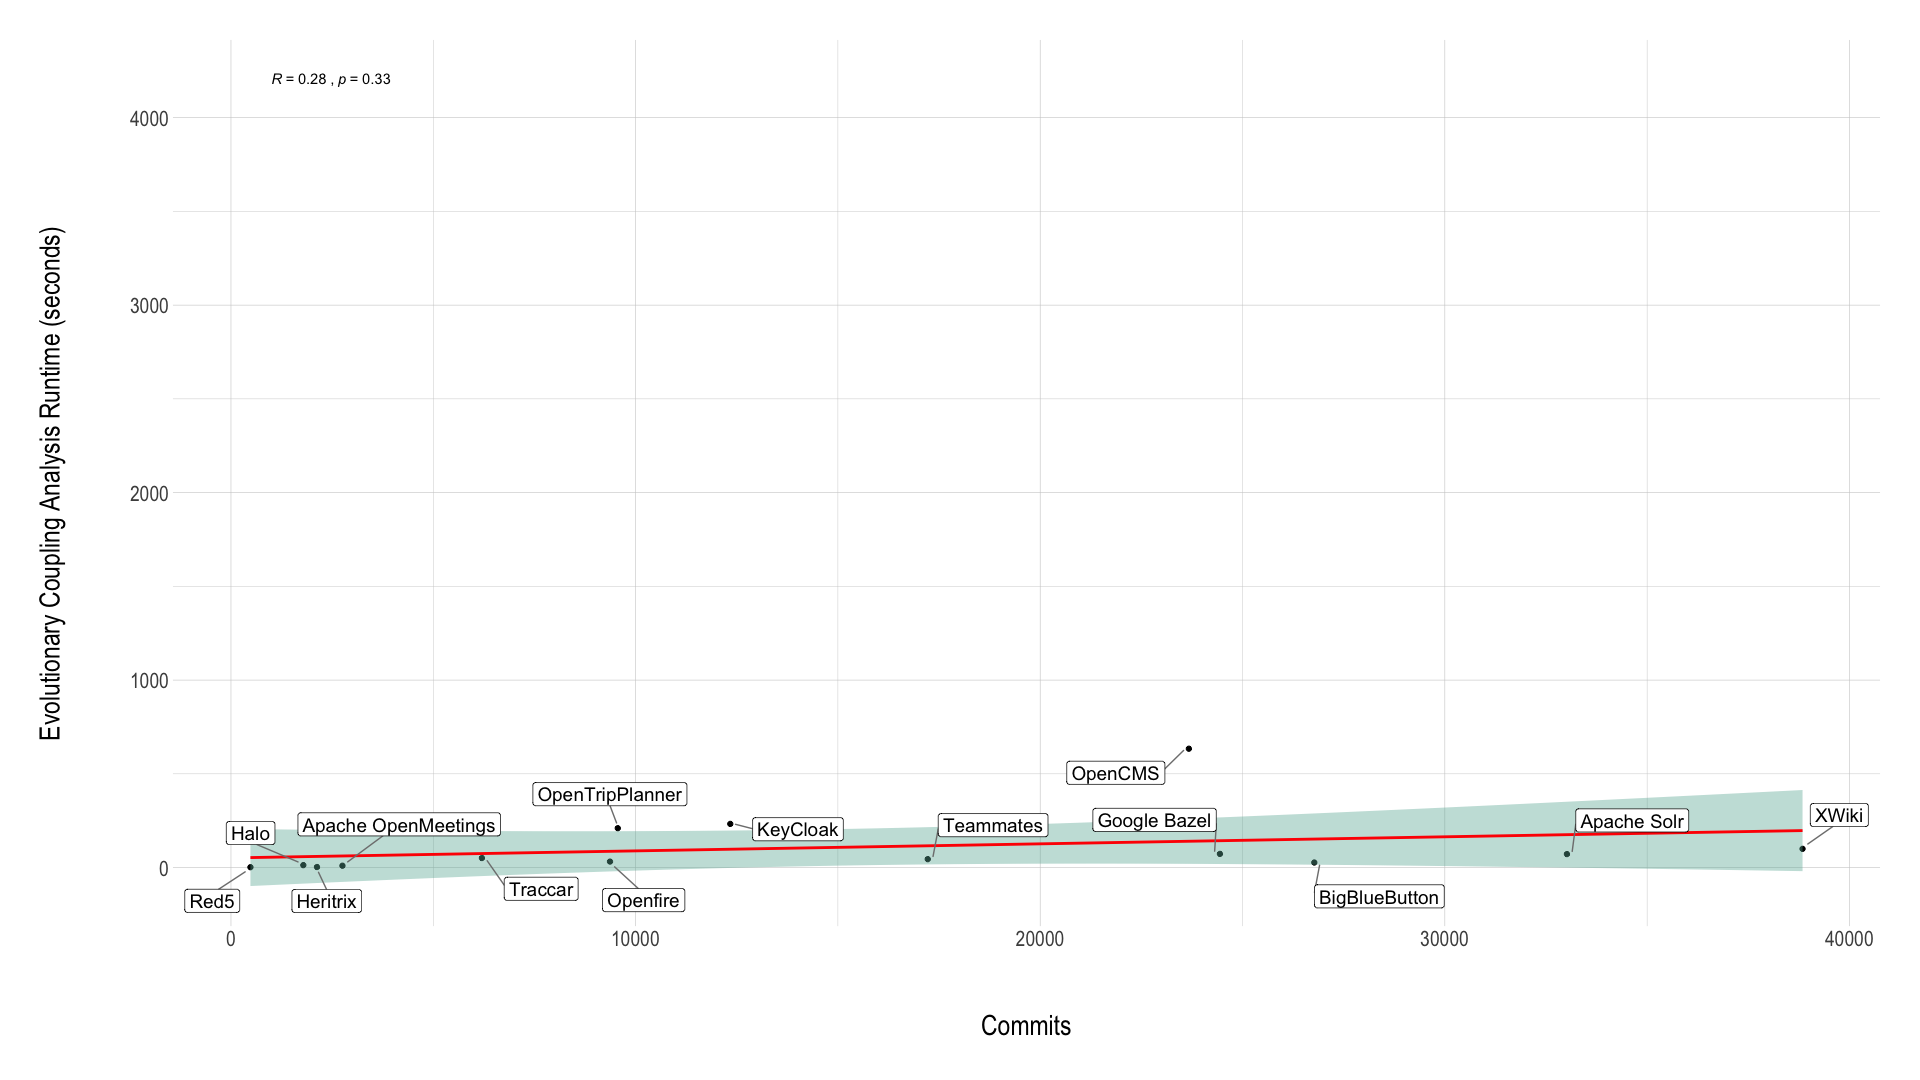 R = 0.28 , p = 0.33
4000
3000
2000
1000
0
Evolutionary Coupling Analysis Runtime (seconds)
OpenCMS
OpenTripPlanner
KeyCloak
Halo
Apache OpenMeetings
Teammates
Google Bazel
Apache Solr
XWiki
Red5
Heritrix
Traccar
Openfire
BigBlueButton
0
10000
20000
30000
40000
Commits